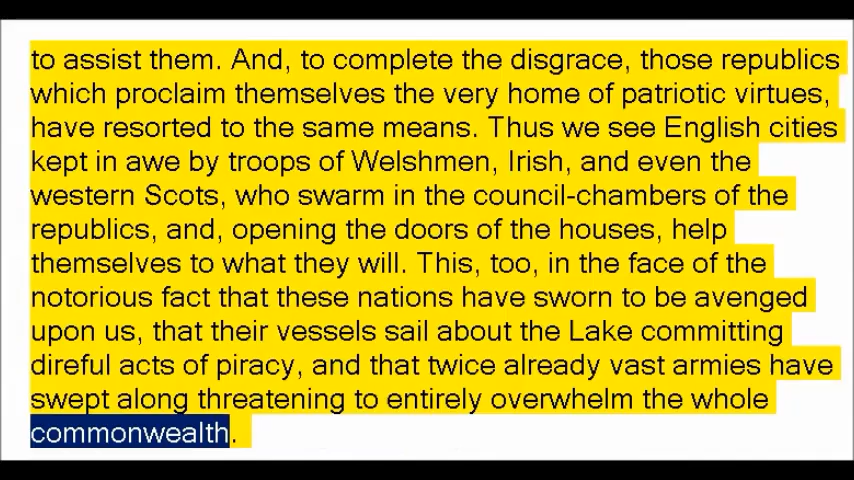 to assist them. And, to complete the disgrace, those republics
which proclaim themselves the very home of patriotic virtues,
have resorted to the same means. Thus we see English cities
kept in awe by troops of Welshmen, Irish, and even the
western Scots, who swarm in the council-chambers of the
republics, and, opening the doors of the houses, help
themselves to what they will. This, too, in the face of the
notorious fact that these nations have sworn to be avenged
upon us, that their vessels sail about the Lake committing
direful acts of piracy, and that twice already vast armies have
swept along threatening to entirely overwhelm the whole
commonwealth.